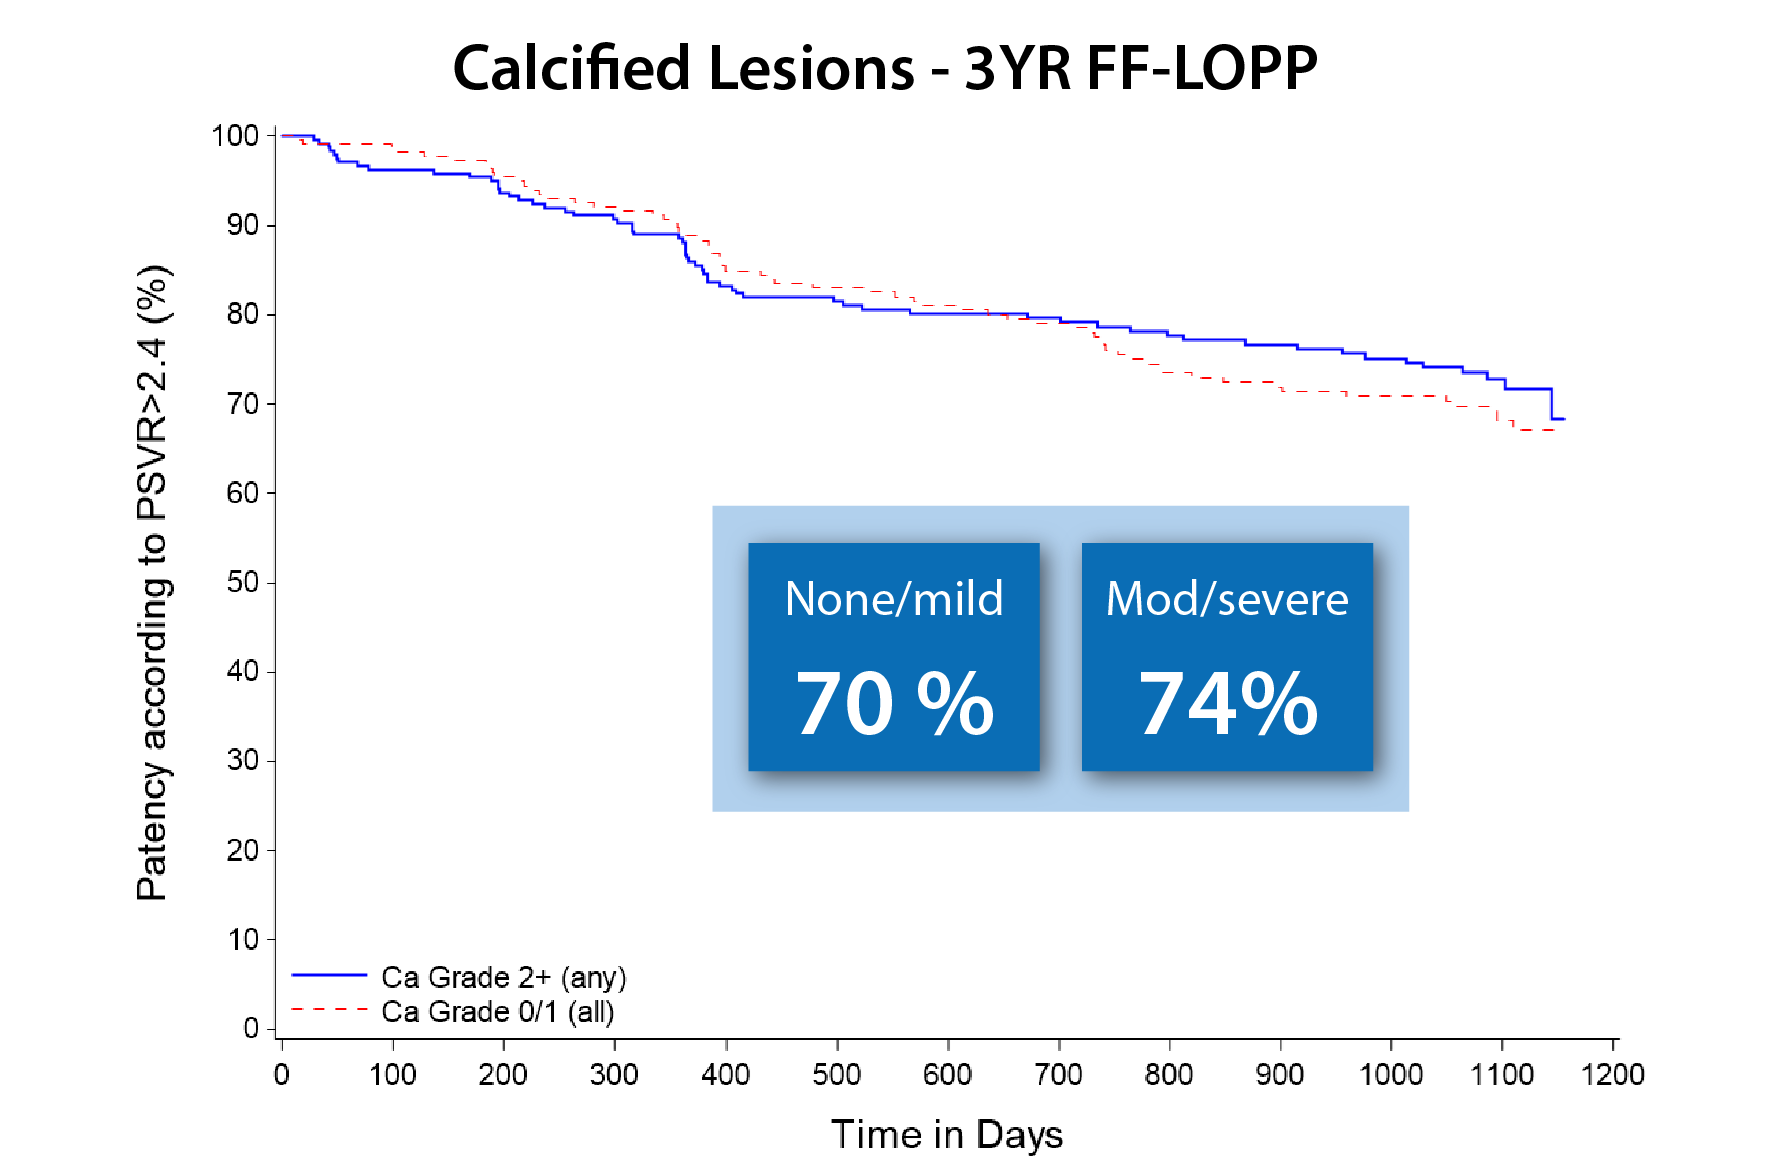 Calcified Lesions - 3YR FF-LOPP
Patency according to PSVR>2.4 (%)
100
90
80
70
60
50
40
30
20
10
0
None/mild
70 %
Mod/severe
74%
Ca Grade 2+ (any)
Ca Grade 0/1 (all)
0 100 200 300 400 500 600 700 800 900 1000 1100 1200
Time in Days